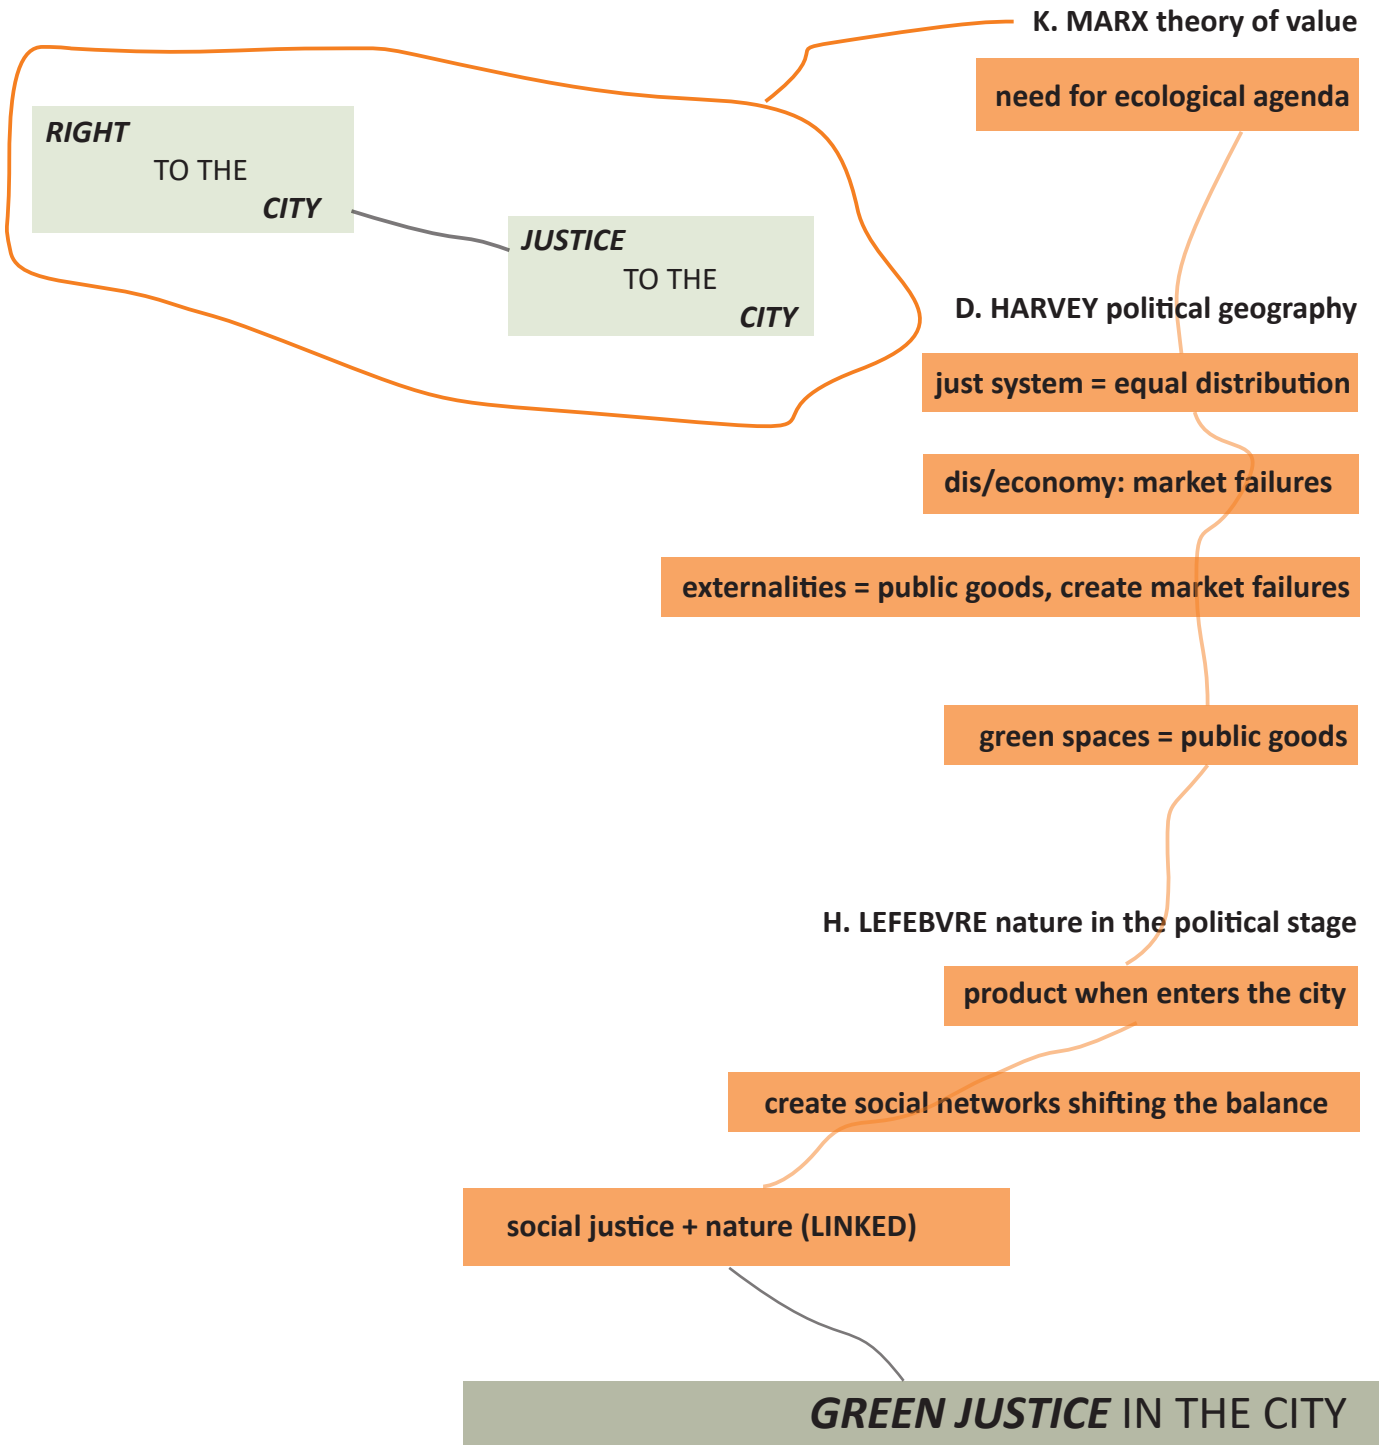 K. MARX theory of value
need for ecological agenda
RIGHT
TO THE
CITY
JUSTICE
TO THE
CITY
D. HARVEY political geography
just system = equal distribution
dis/economy: market failures
externalities = public goods, create market failures
green spaces = public goods
H. LEFEBVRE nature in the political stage
product when enters the city
create social networks shifting the balance
social justice + nature (LINKED)
GREEN JUSTICE IN THE CITY